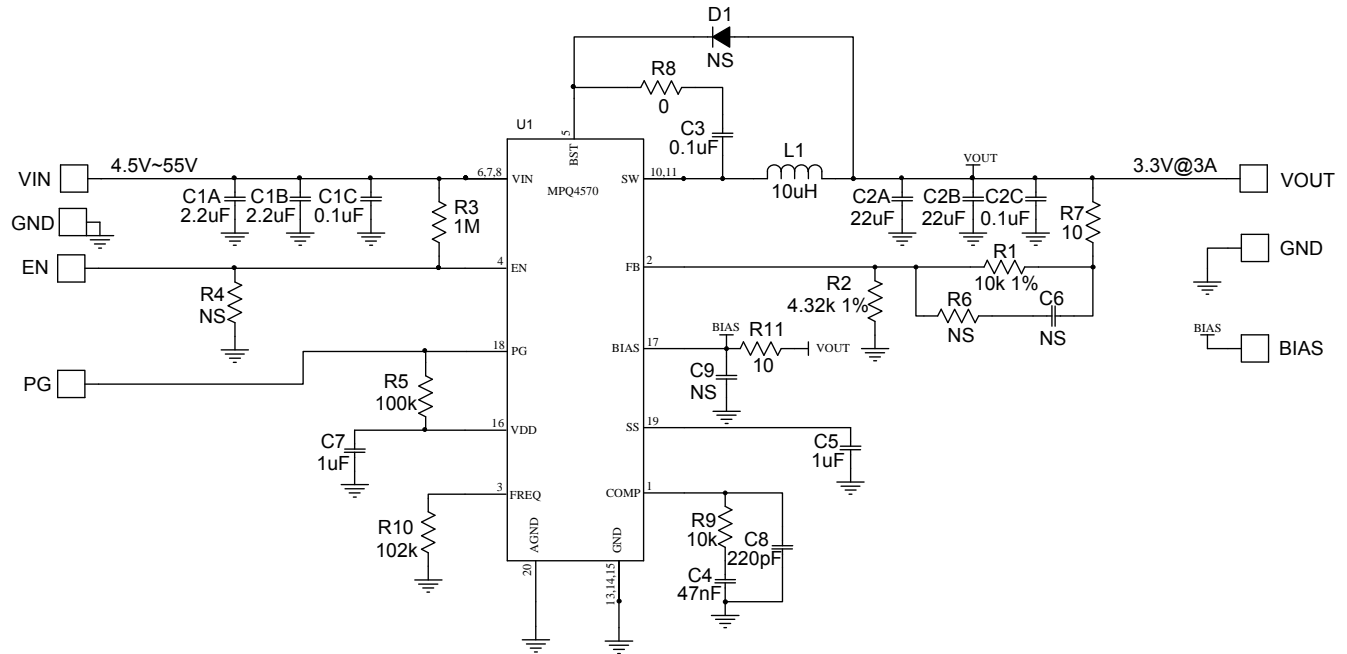 D1
NS
R8
0
U1
5
BST
C3
0.1uF
L1
10uH
VIN
4.5V~55V
6,7,8
VIN
MPQ4570
SW
10,11
VOUT
3.3V@3A
VOUT
C1A
2.2uF
C1B
2.2uF
C1C
0.1uF
R3
1M
C2A
22uF
C2B
22uF
C2C
0.1uF
R7
10
GND
EN
4
EN
FB
2
R1
10k 1%
GND
R4
NS
R2
4.32k 1%
R6
NS
C6
NS
18
PG
BIAS
17
BIAS
R11
10
VOUT
BIAS
BIAS
PG
R5
100k
C9
NS
C7
1uF
16
VDD
SS
19
C5
1uF
3
FREQ
COMP
1
R10
102k
R9
10k
C8
220pF
C4
47nF
AGND
20
GND
13,14,15